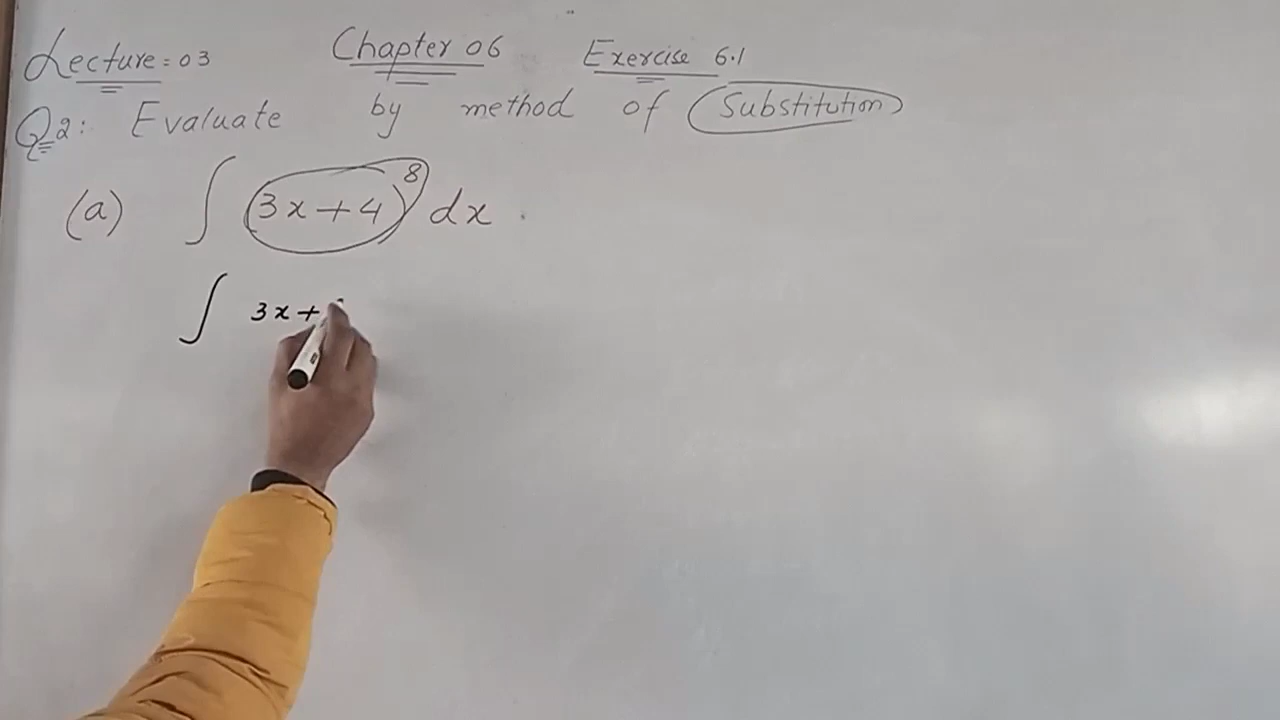 Lecture = 03 Chapter 06 Exercise 6.1
Q2: Evaluate by method of Substitution
(a) ∫ (3x+4)⁸ dx .
∫ 3x+